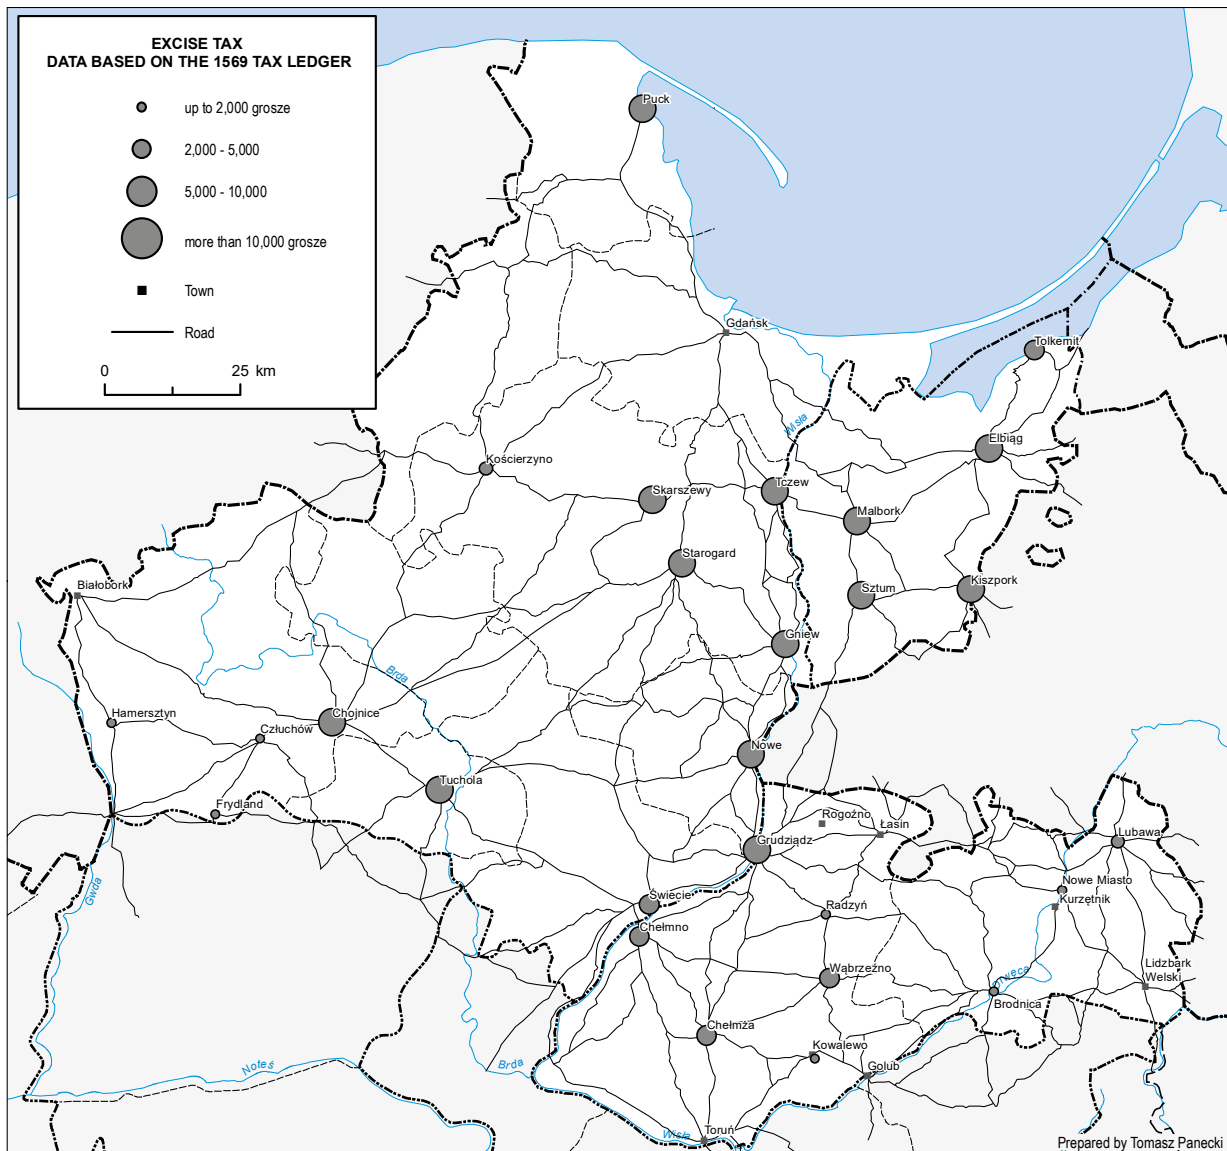 EXCISE TAX
DATA BASED ON THE 1569 TAX LEDGER
up to 2,000 grosze
2,000 - 5,000
5,000 - 10,000
more than 10,000 grosze
Town
Road
0 25 km
Puck
Gdańsk
Tolkemit
Wisła
Elbiąg
Kościerzyno
Skarszewy
Tczew
Malbork
Starogard
Białobork
Sztum
Kiszpork
Gniew
Brda
Hamersztyn
Chojnice
Człuchów
Nowe
Tuchola
Frydland
Rogoźno
Łasin
Lubawa
Grudziądz
Gwda
Świecie
Nowe Miasto
Radzyń
Kurzętnik
Chełmno
Wąbrzeźno
Lidzbark
Welski
Brodnica
Chełmża
Kowalewo
Noteś
Brda
Golub
Wisła
Toruń
Prepared by Tomasz Panecki